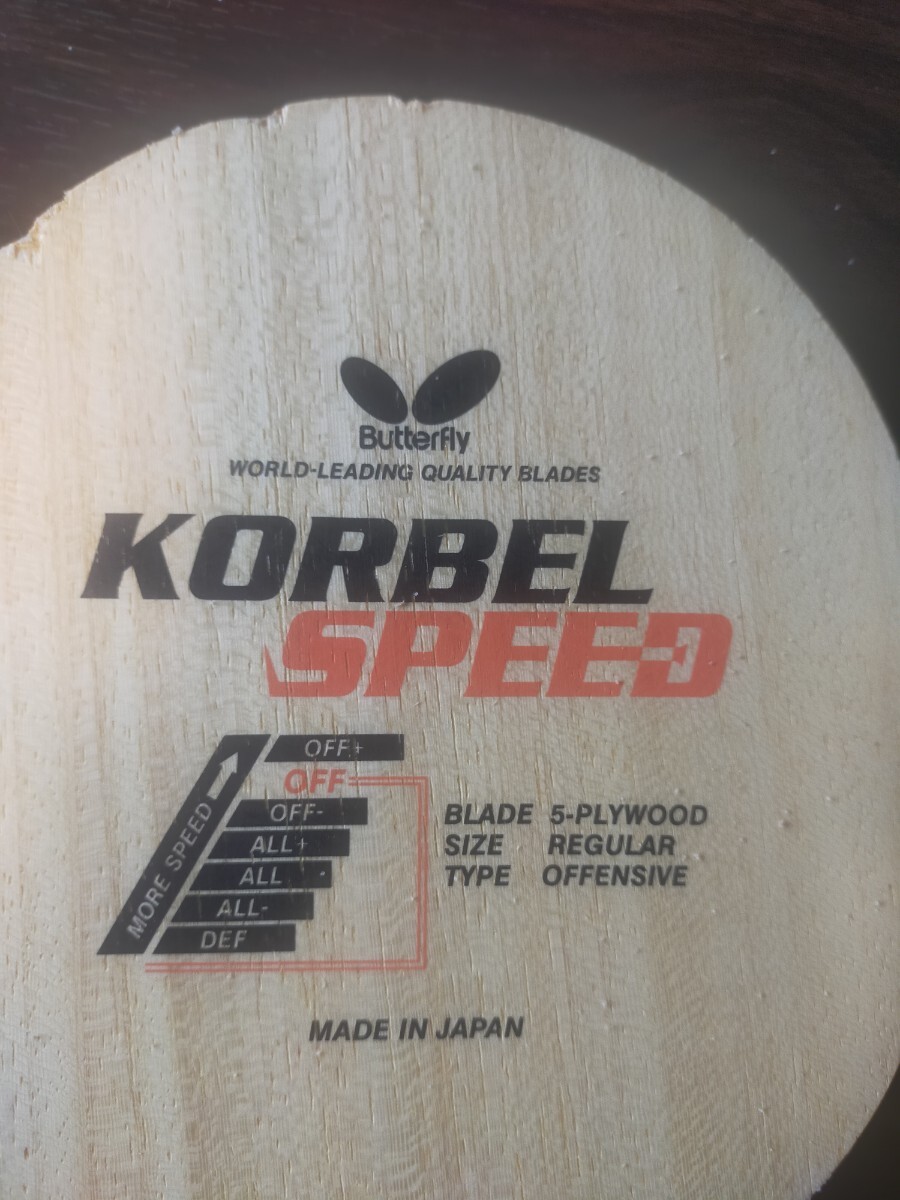 Butterfly
WORLD-LEADING QUALITY BLADES
KORBEL
SPEED
MORE SPEED
OFF+
OFF
OFF-
ALL+
ALL
ALL-
DEF
BLADE 5-PLYWOOD
SIZE REGULAR
TYPE OFFENSIVE
MADE IN JAPAN